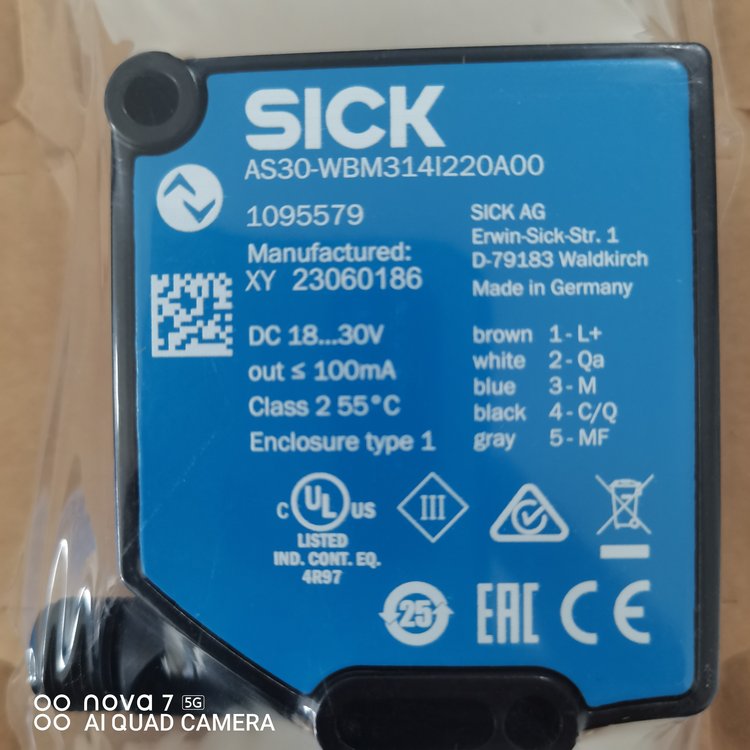 SICK
AS30-WBM314I220A00
1095579
Manufactured:
XY 23060186
SICK AG
Erwin-Sick-Str. 1
D-79183 Waldkirch
Made in Germany
DC 18...30V
out ≤ 100mA
Class 2 55°C
Enclosure type 1
brown 1 - L+
white 2 - Qa
blue 3 - M
black 4 - C/Q
gray 5 - MF
C UL US
LISTED
IND. CONT. EQ.
4R97
III
25
EAC
CE
nova 7 5G
AI QUAD CAMERA